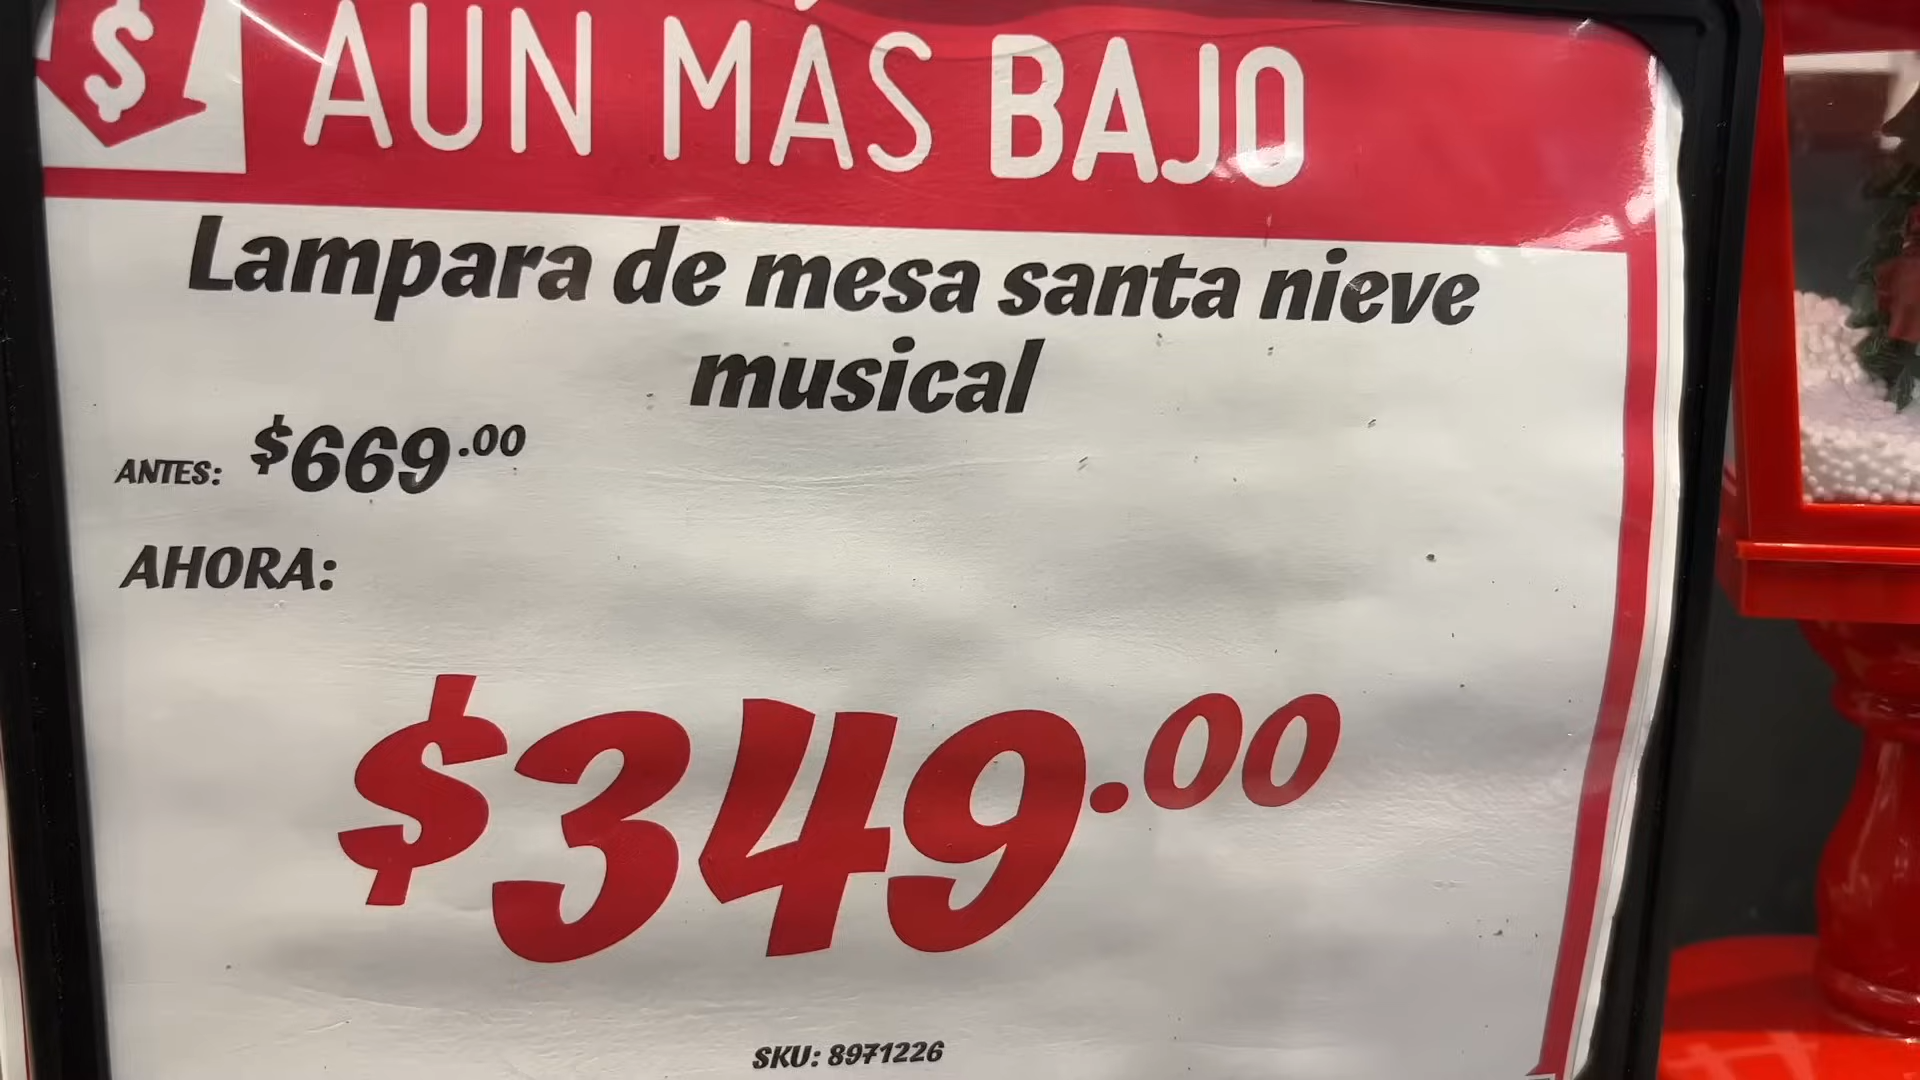 $ AUN MÁS BAJO
Lampara de mesa santa nieve
musical
ANTES: $669.00
AHORA:
$349.00
SKU: 8971226